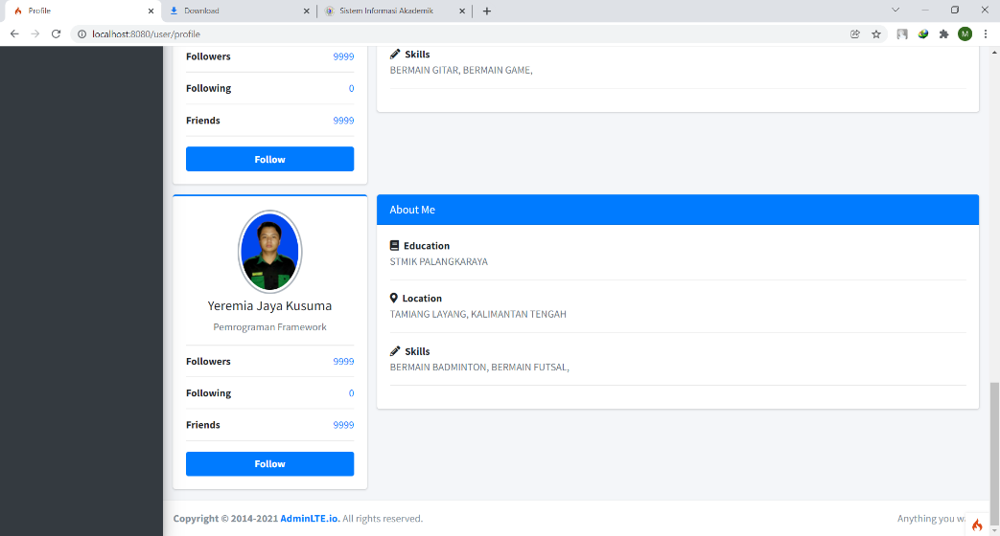 Profile
Download
Sistem Informasi Akademik
localhost:8080/user/profile
M
Followers 9999
Following 0
Friends 9999
Follow
Skills
BERMAIN GITAR, BERMAIN GAME,
Yeremia Jaya Kusuma
Pemrograman Framework
Followers 9999
Following 0
Friends 9999
Follow
About Me
Education
STMIK PALANGKARAYA
Location
TAMIANG LAYANG, KALIMANTAN TENGAH
Skills
BERMAIN BADMINTON, BERMAIN FUTSAL,
Copyright © 2014-2021 AdminLTE.io. All rights reserved.
Anything you w